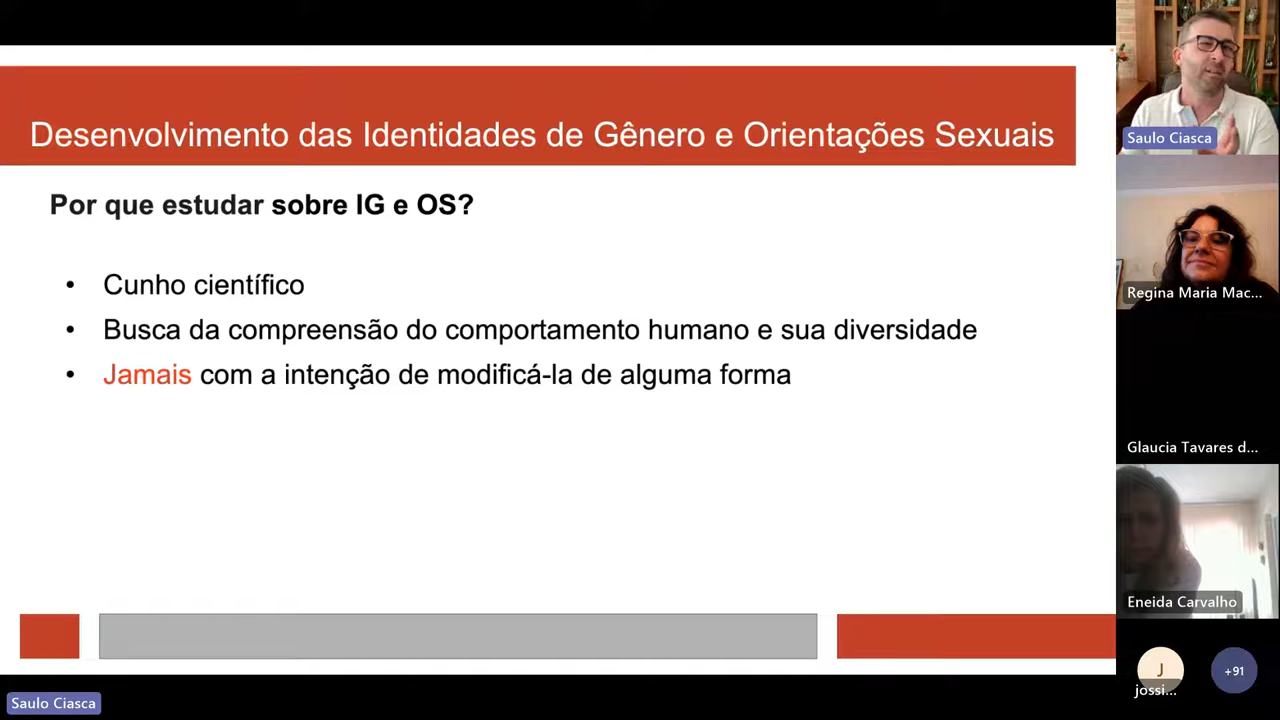 Desenvolvimento das Identidades de Gênero e Orientações Sexuais
Por que estudar sobre IG e OS?
• Cunho científico
• Busca da compreensão do comportamento humano e sua diversidade
• Jamais com a intenção de modificá-la de alguma forma
Saulo Ciasca
Regina Maria Mac...
Glaucia Tavares d...
Eneida Carvalho
J
jossi...
+91
Saulo Ciasca